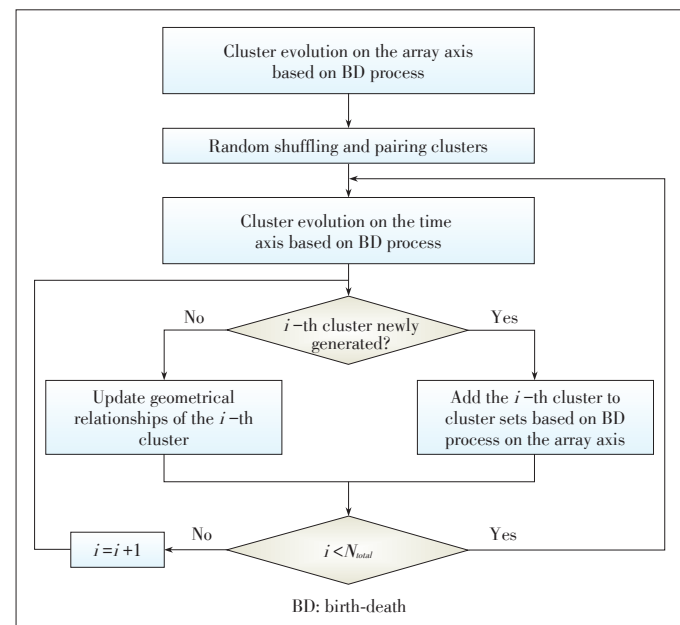 Cluster evolution on the array axis
based on BD process
Random shuffling and pairing clusters
Cluster evolution on the time
axis based on BD process
No
i-th cluster newly
generated?
Yes
Update geometrical
relationships of the i-th
cluster
Add the i-th cluster to
cluster sets based on BD
process on the array axis
i=i+1
No
i<N_total
Yes
BD: birth-death